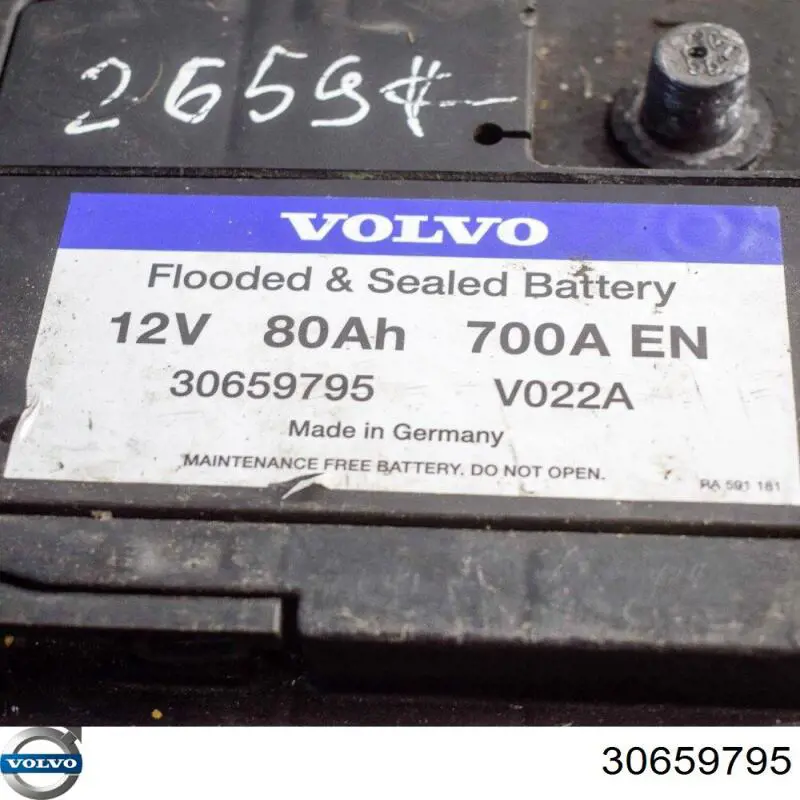 2659
VOLVO
Flooded & Sealed Battery
12V 80Ah 700A EN
30659795 V022A
Made in Germany
MAINTENANCE FREE BATTERY. DO NOT OPEN.
RA 591 181
VOLVO 30659795